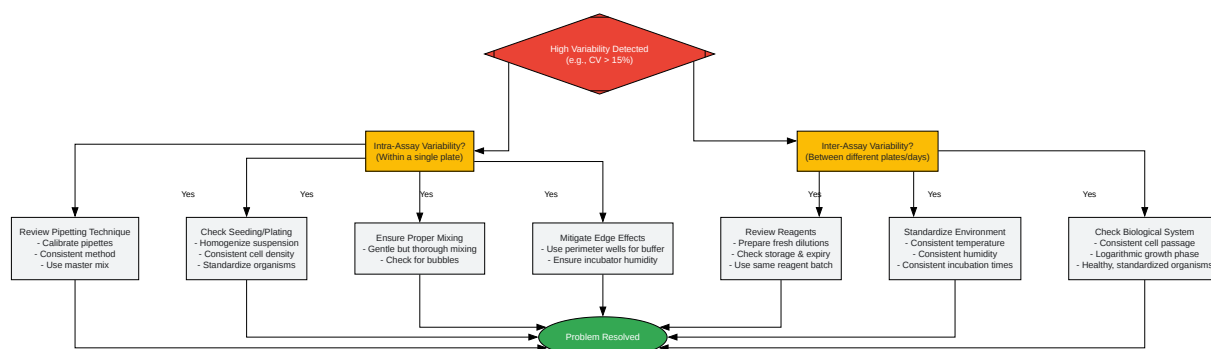 High Variability Detected
(e.g., CV > 15%)
Intra-Assay Variability?
(Within a single plate)
Inter-Assay Variability?
(Between different plates/days)
Yes
Yes
Yes
Yes
Yes
Yes
Yes
Review Pipetting Technique
- Calibrate pipettes
- Consistent method
- Use master mix
Check Seeding/Plating
- Homogenize suspension
- Consistent cell density
- Standardize organisms
Ensure Proper Mixing
- Gentle but thorough mixing
- Check for bubbles
Mitigate Edge Effects
- Use perimeter wells for buffer
- Ensure incubator humidity
Review Reagents
- Prepare fresh dilutions
- Check storage & expiry
- Use same reagent batch
Standardize Environment
- Consistent temperature
- Consistent humidity
- Consistent incubation times
Check Biological System
- Consistent cell passage
- Logarithmic growth phase
- Healthy, standardized organisms
Problem Resolved